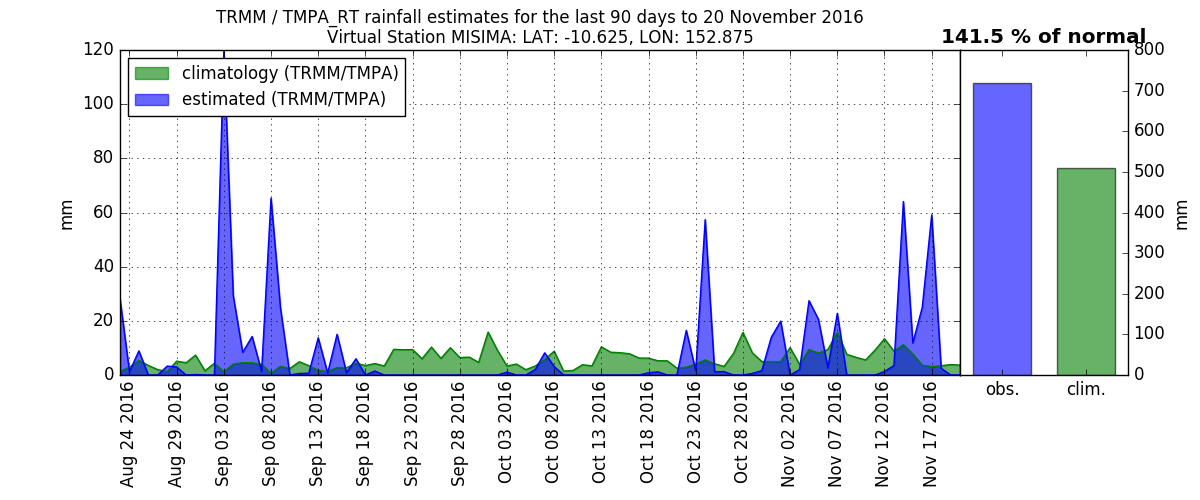 TRMM / TMPA_RT rainfall estimates for the last 90 days to 20 November 2016
Virtual Station MISIMA: LAT: -10.625, LON: 152.875
141.5 % of normal
climatology (TRMM/TMPA)
estimated (TRMM/TMPA)
120
100
80
60
40
20
0
mm
800
700
600
500
400
300
200
100
0
mm
Aug 24 2016
Aug 29 2016
Sep 03 2016
Sep 08 2016
Sep 13 2016
Sep 18 2016
Sep 23 2016
Sep 28 2016
Oct 03 2016
Oct 08 2016
Oct 13 2016
Oct 18 2016
Oct 23 2016
Oct 28 2016
Nov 02 2016
Nov 07 2016
Nov 12 2016
Nov 17 2016
obs.
clim.